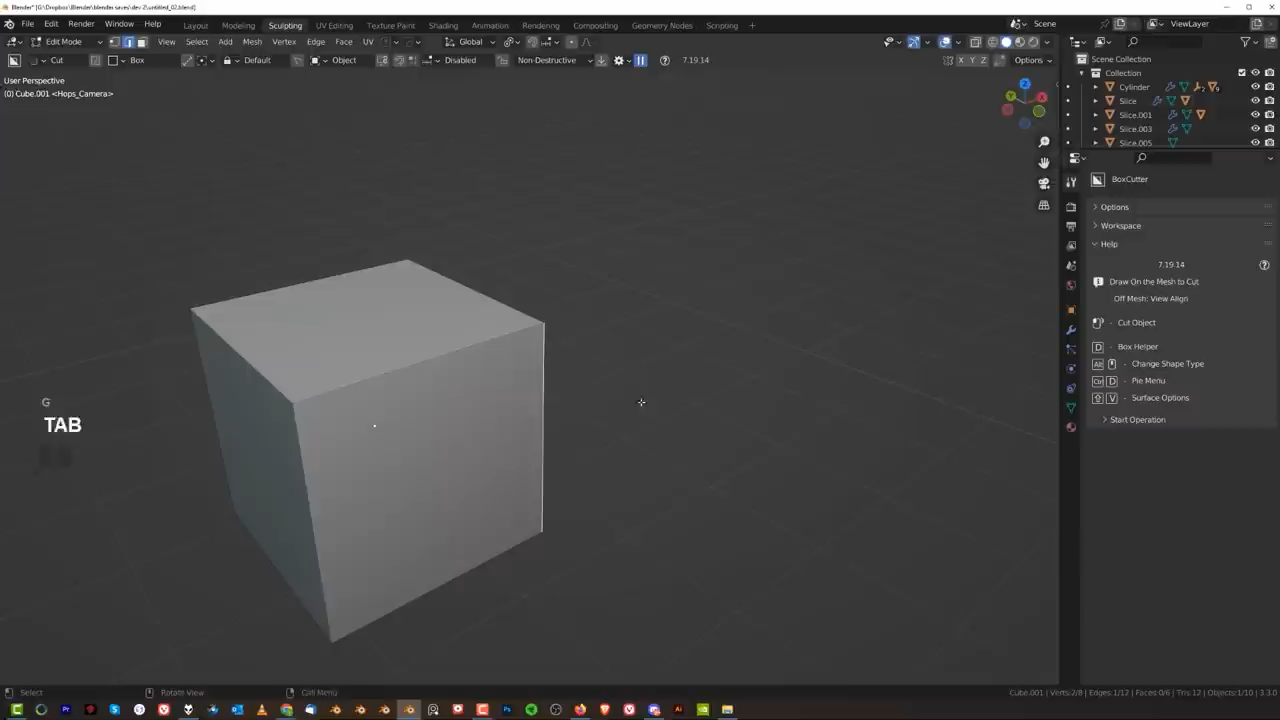 Blender* [G:\Dropbox\Blender\blender saves\dev 2\untitled_02.blend]
File Edit Render Window Help Layout Modeling Sculpting UV Editing Texture Paint Shading Animation Rendering Compositing Geometry Nodes Scripting + Scene ViewLayer
Edit Mode View Select Add Mesh Vertex Edge Face UV Global
Cut Box Default Object Disabled Non-Destructive 7.19.14 X Y Z Options
User Perspective
(0) Cube.001 <Hops_Camera>
Scene Collection
Collection
Cylinder
Slice
Slice.001
Slice.003
Slice.005
BoxCutter
Options
Workspace
Help
7.19.14
Draw On the Mesh to Cut
Off Mesh: View Align
- Cut Object
D - Box Helper
Alt - Change Shape Type
Ctrl D - Pie Menu
V - Surface Options
Start Operation
Z
Y
X
G
TAB
Select Rotate View Call Menu Cube.001 | Verts:2/8 | Edges:1/12 | Faces:0/6 | Tris:12 | Objects:1/10 | 3.3.0